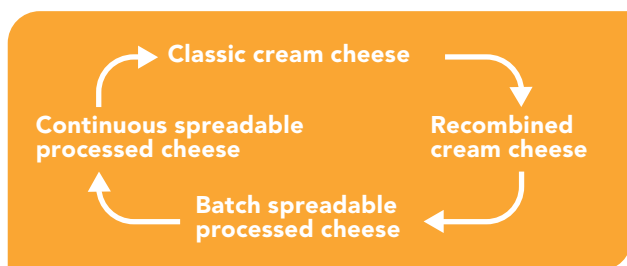 Classic cream cheese
Continuous spreadable
processed cheese
Recombined
cream cheese
Batch spreadable
processed cheese